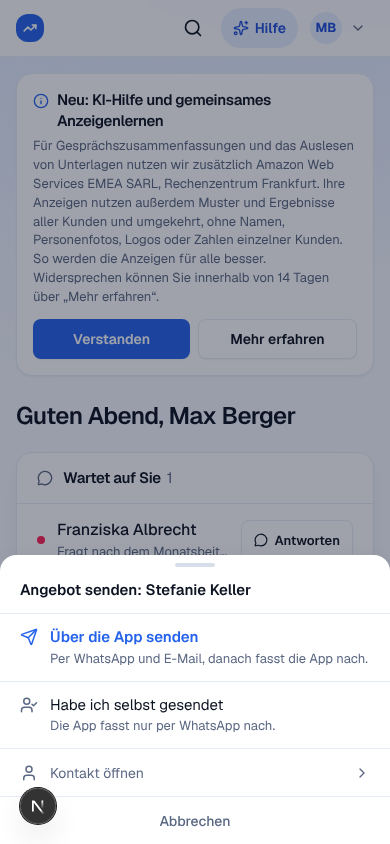 Hilfe
MB
Neu: KI-Hilfe und gemeinsames
Anzeigenlernen
Für Gesprächszusammenfassungen und das Auslesen
von Unterlagen nutzen wir zusätzlich Amazon Web
Services EMEA SARL, Rechenzentrum Frankfurt. Ihre
Anzeigen nutzen außerdem Muster und Ergebnisse
aller Kunden und umgekehrt, ohne Namen,
Personenfotos, Logos oder Zahlen einzelner Kunden.
So werden die Anzeigen für alle besser.
Widersprechen können Sie innerhalb von 14 Tagen
über „Mehr erfahren“.
Verstanden
Mehr erfahren
Guten Abend, Max Berger
Wartet auf Sie 1
Franziska Albrecht
Fragt nach dem Monatsbeit...
Antworten
Angebot senden: Stefanie Keller
Über die App senden
Per WhatsApp und E-Mail, danach fasst die App nach.
Habe ich selbst gesendet
Die App fasst nur per WhatsApp nach.
Kontakt öffnen
N
Abbrechen